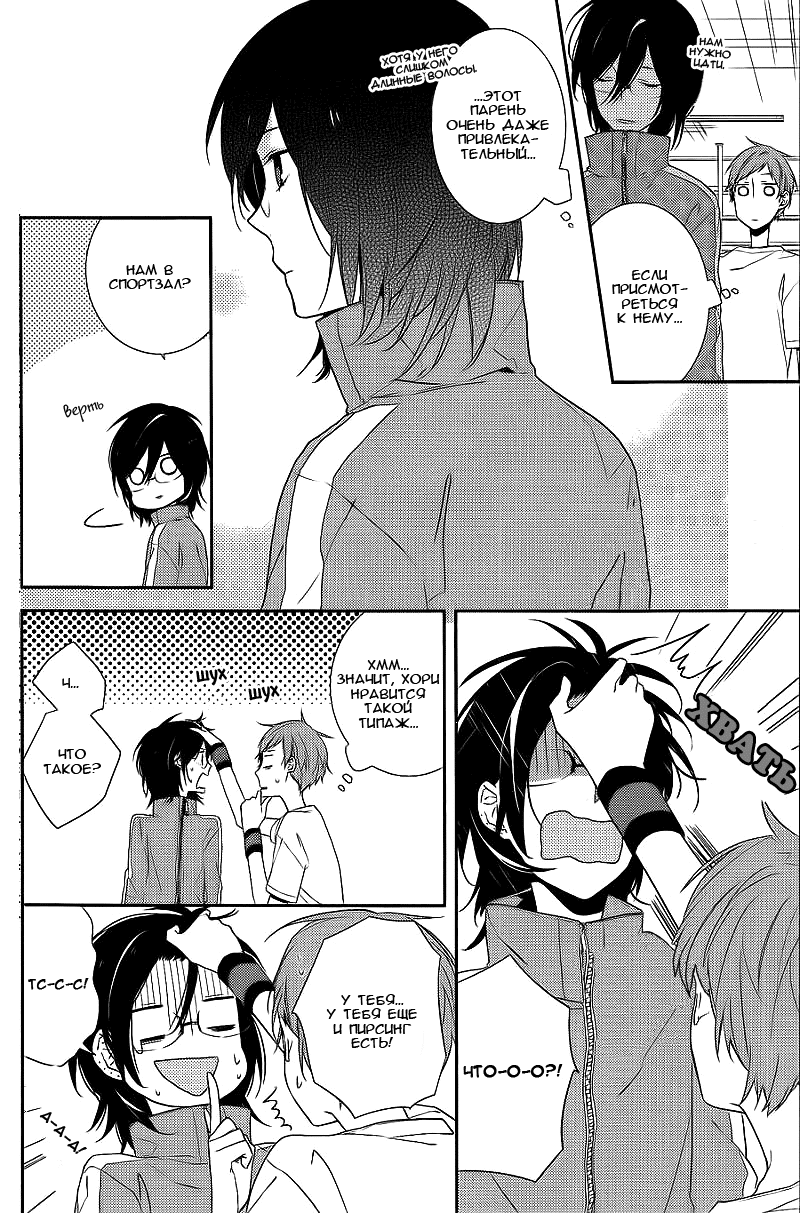 НАМ
НУЖНО
ИДТИ.
ЕСЛИ
ПРИСМОТ-
РЕТЬСЯ
К НЕМУ...
ХОТЯ У НЕГО
СЛИШКОМ
ДЛИННЫЕ ВОЛОСЫ.
...ЭТОТ
ПАРЕНЬ
ОЧЕНЬ ДАЖЕ
ПРИВЛЕКА-
ТЕЛЬНЫЙ...
НАМ В
СПОРТЗАЛ?
верть
ХВАТЬ
ЧТО-О-О?!
ХММ...
ЗНАЧИТ, ХОРИ
НРАВИТСЯ
ТАКОЙ
ТИПАЖ...
шух
шух
Ч...
ЧТО
ТАКОЕ?
У ТЕБЯ...
У ТЕБЯ ЕЩЕ
И ПИРСИНГ
ЕСТЬ!
ТС-С-С!
Д-Д-Д!